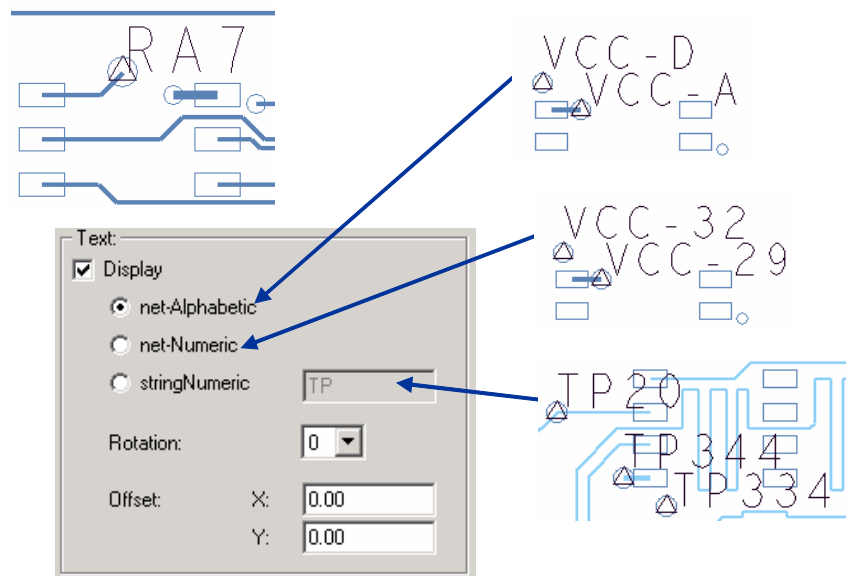 RA7
VCC-D
VCC-A
VCC-32
VCC-29
Text:
Display
net-Alphabetic
net-Numeric
stringNumeric TP
Rotation: 0
Offset: X: 0.00
Y: 0.00
TP20
TP344
TP334